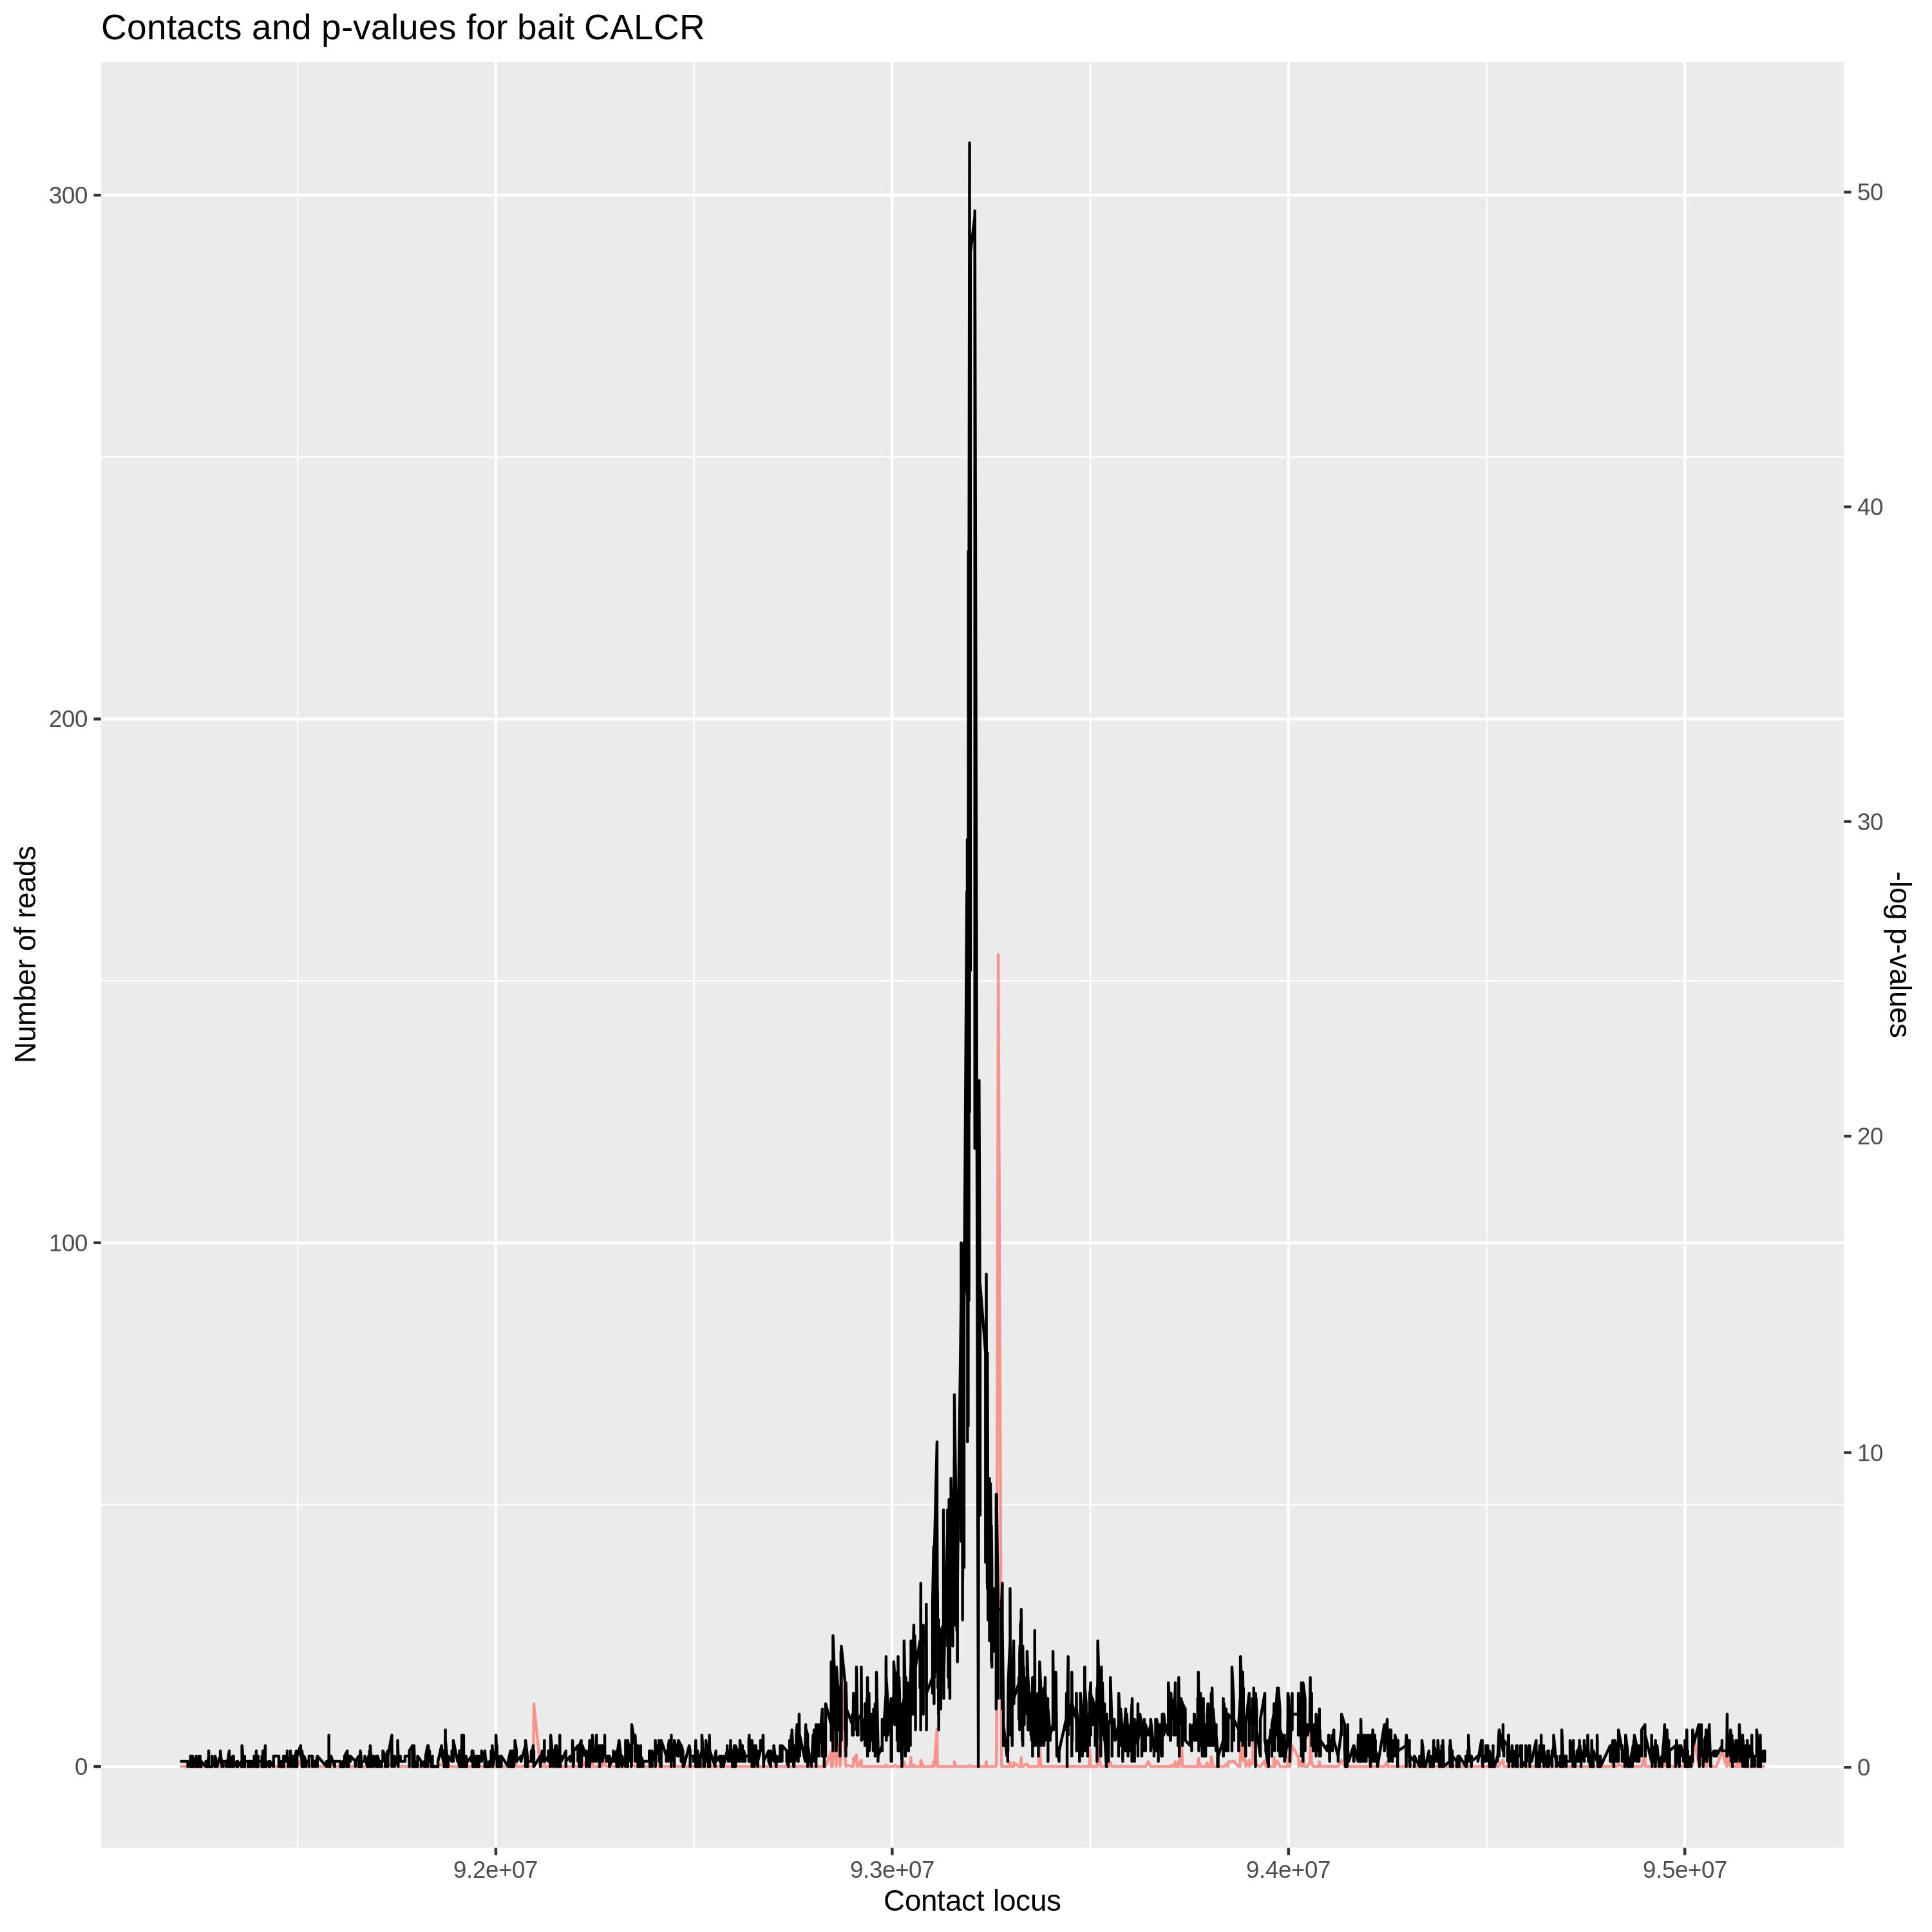 Contacts and p-values for bait CALCR
300
200
100
0
Number of reads
50
40
30
20
10
0
-log p-values
9.2e+07 9.3e+07 9.4e+07 9.5e+07
Contact locus